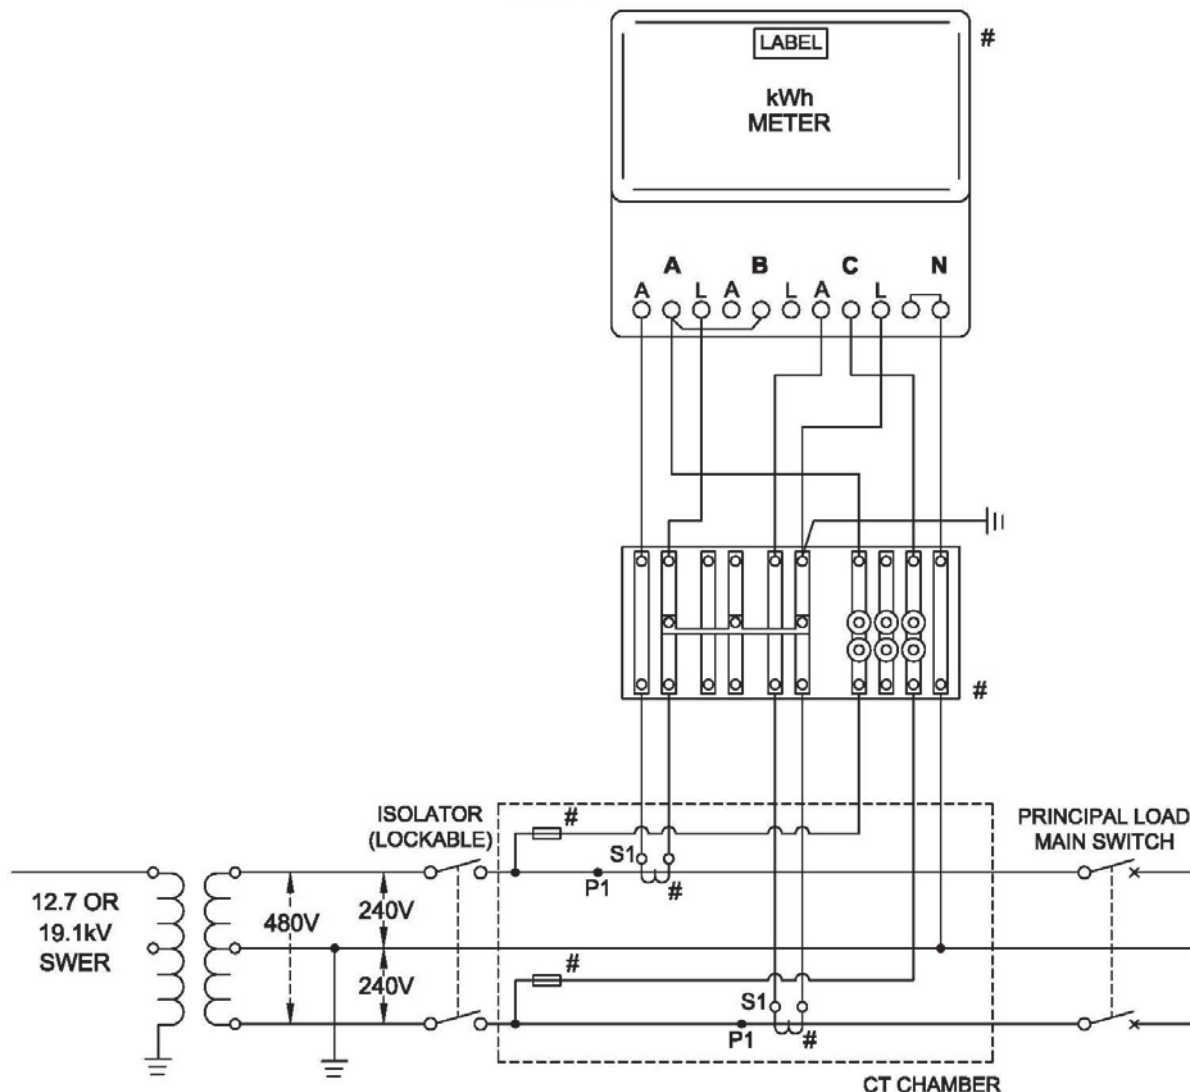 #
LABEL
kWh
METER
A B C N
A L A L A L
#
ISOLATOR
(LOCKABLE)
#
PRINCIPAL LOAD
MAIN SWITCH
S1
P1
#
12.7 OR
19.1kV
SWER
480V
240V
240V
#
S1
P1
#
CT CHAMBER